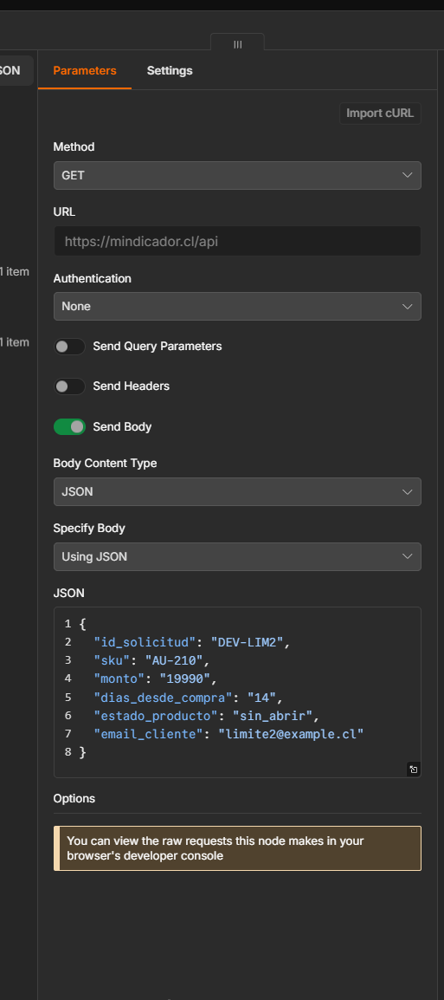 SON
Parameters
Settings
Import cURL
Method
GET
URL
https://mindicador.cl/api
Authentication
None
1 item
Send Query Parameters
1 item
Send Headers
Send Body
Body Content Type
JSON
Specify Body
Using JSON
JSON
1 {
2 "id_solicitud": "DEV-LIM2",
3 "sku": "AU-210",
4 "monto": "19990",
5 "dias_desde_compra": "14",
6 "estado_producto": "sin_abrir",
7 "email_cliente": "limite2@example.cl"
8 }
Options
You can view the raw requests this node makes in your
browser's developer console